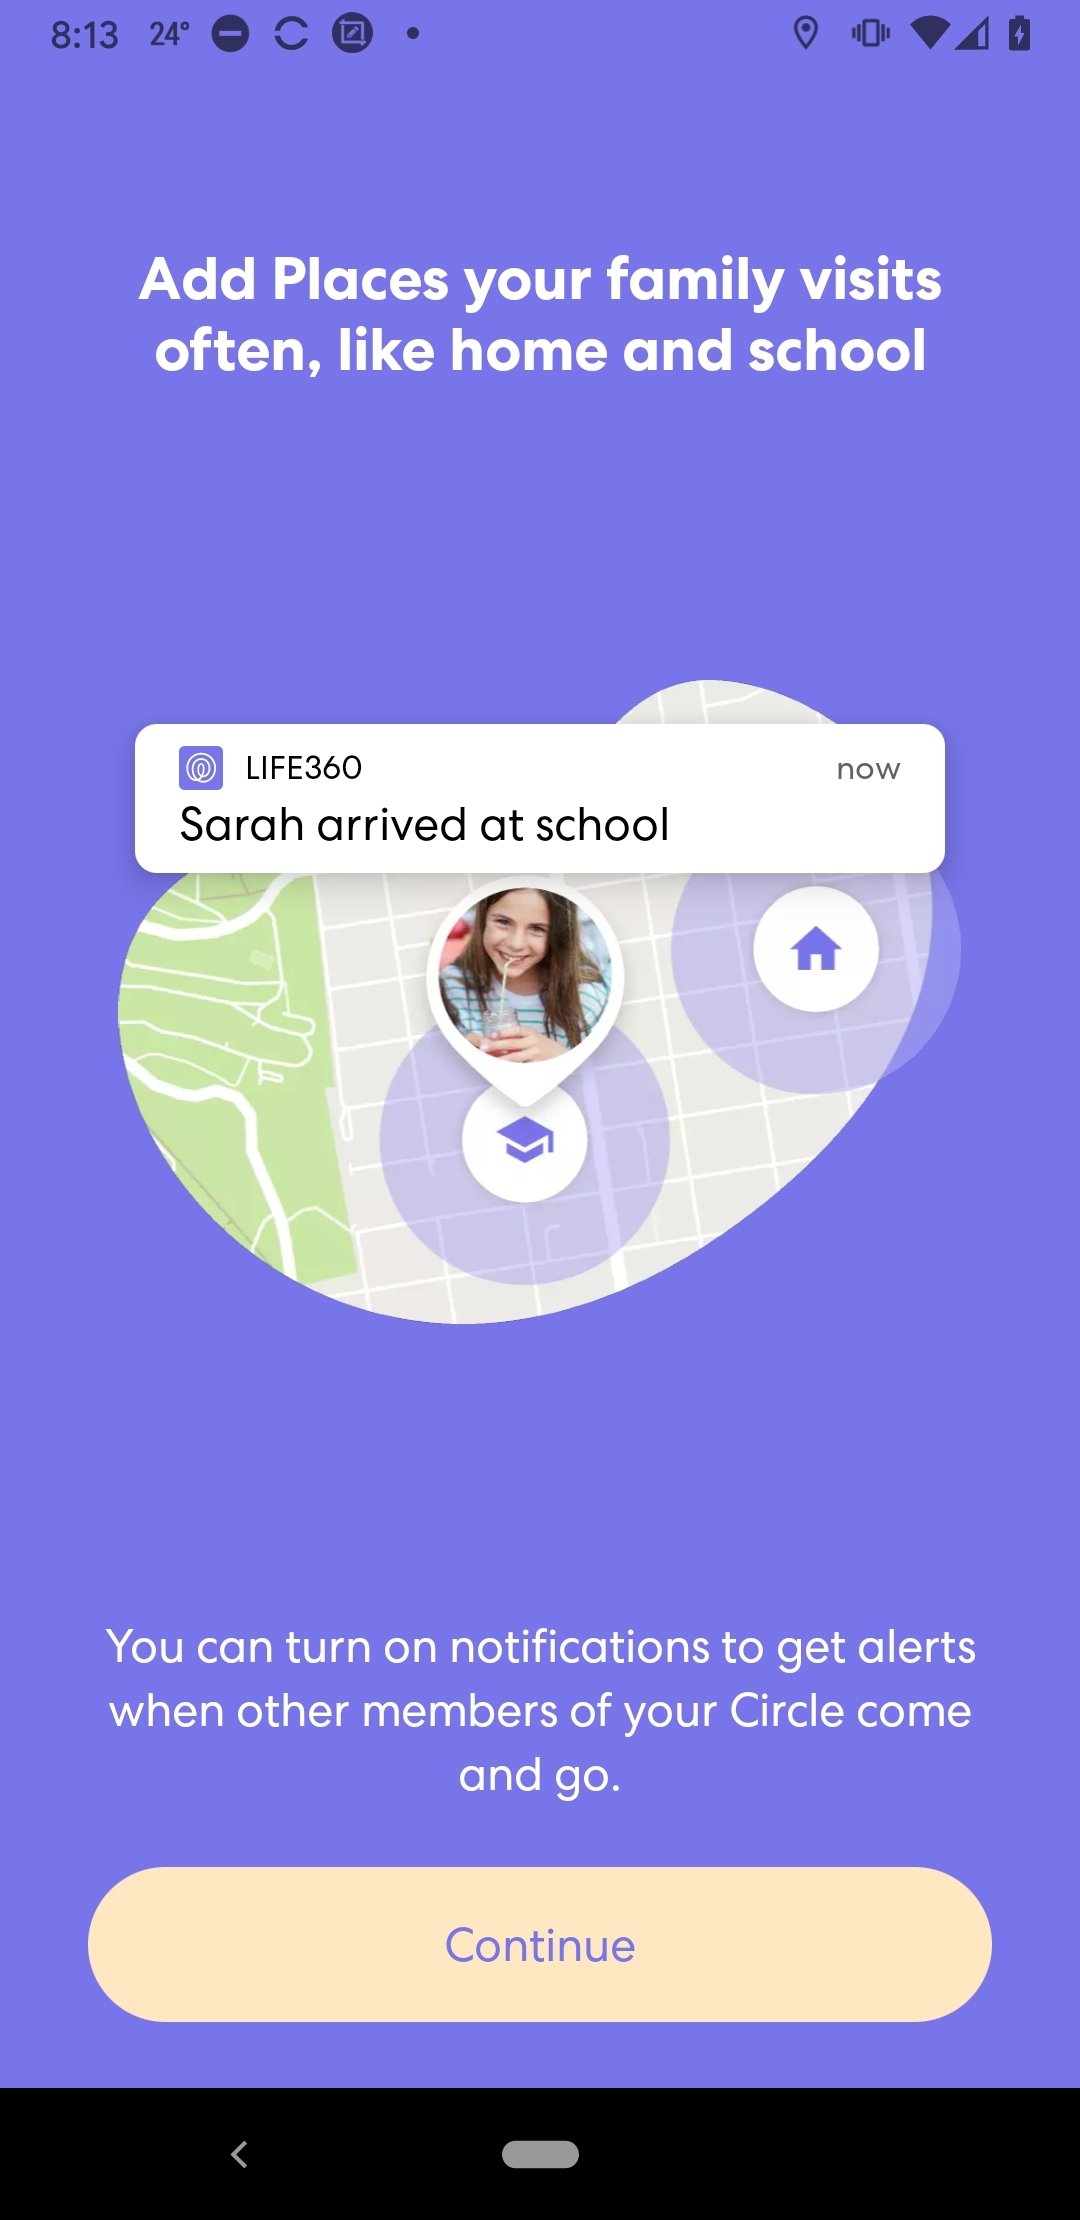 8:13 24°
Add Places your family visits
often, like home and school
LIFE360 now
Sarah arrived at school
You can turn on notifications to get alerts
when other members of your Circle come
and go.
Continue